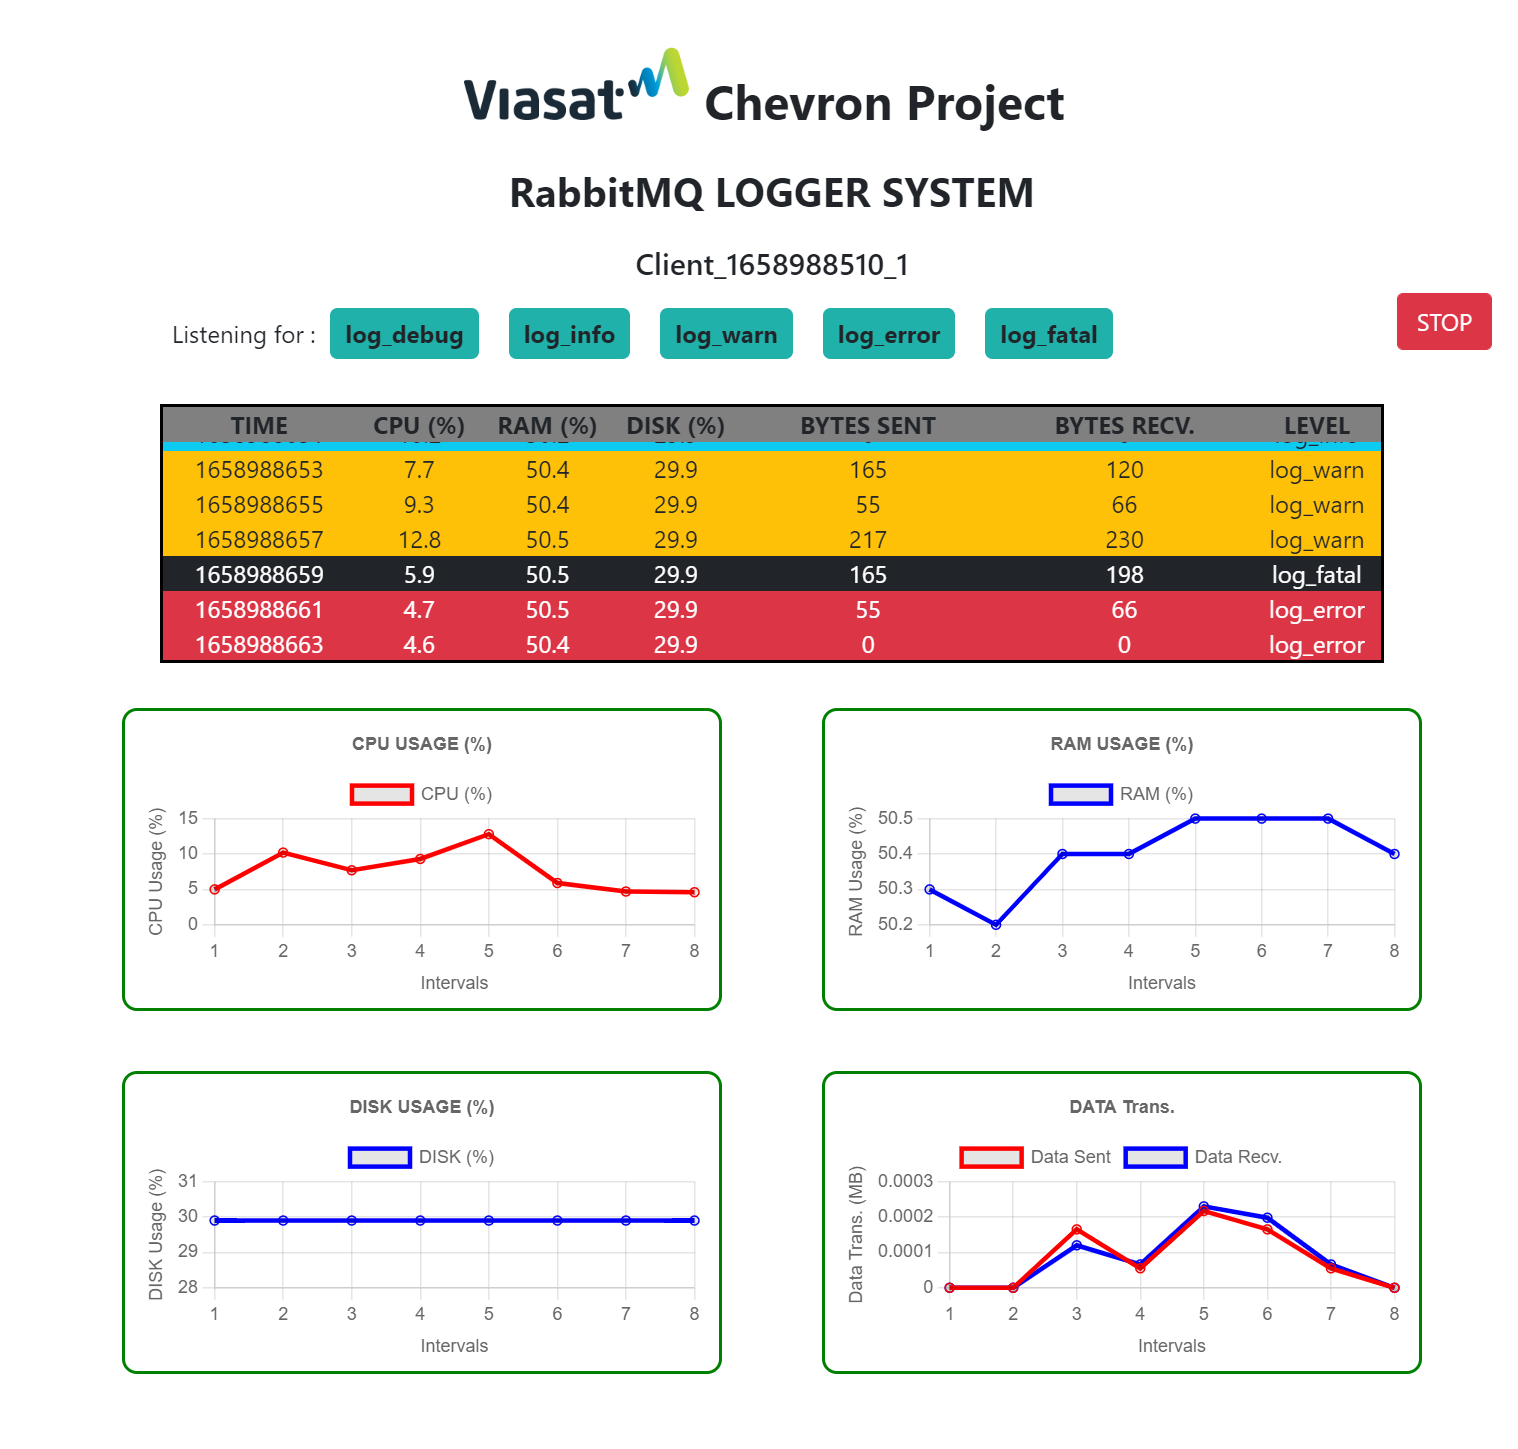 Viasat Chevron Project
RabbitMQ LOGGER SYSTEM
Client_1658988510_1
Listening for : log_debug log_info log_warn log_error log_fatal
STOP
TIME CPU (%) RAM (%) DISK (%) BYTES SENT BYTES RECV. LEVEL
1658988653 7.7 50.4 29.9 165 120 log_warn
1658988655 9.3 50.4 29.9 55 66 log_warn
1658988657 12.8 50.5 29.9 217 230 log_warn
1658988659 5.9 50.5 29.9 165 198 log_fatal
1658988661 4.7 50.5 29.9 55 66 log_error
1658988663 4.6 50.4 29.9 0 0 log_error
CPU USAGE (%)
CPU (%)
CPU Usage (%)
15
10
5
0
1 2 3 4 5 6 7 8
Intervals
RAM USAGE (%)
RAM (%)
RAM Usage (%)
50.5
50.4
50.3
50.2
1 2 3 4 5 6 7 8
Intervals
DISK USAGE (%)
DISK (%)
DISK Usage (%)
31
30
29
28
1 2 3 4 5 6 7 8
Intervals
DATA Trans.
Data Sent Data Recv.
Data Trans. (MB)
0.0003
0.0002
0.0001
0
1 2 3 4 5 6 7 8
Intervals